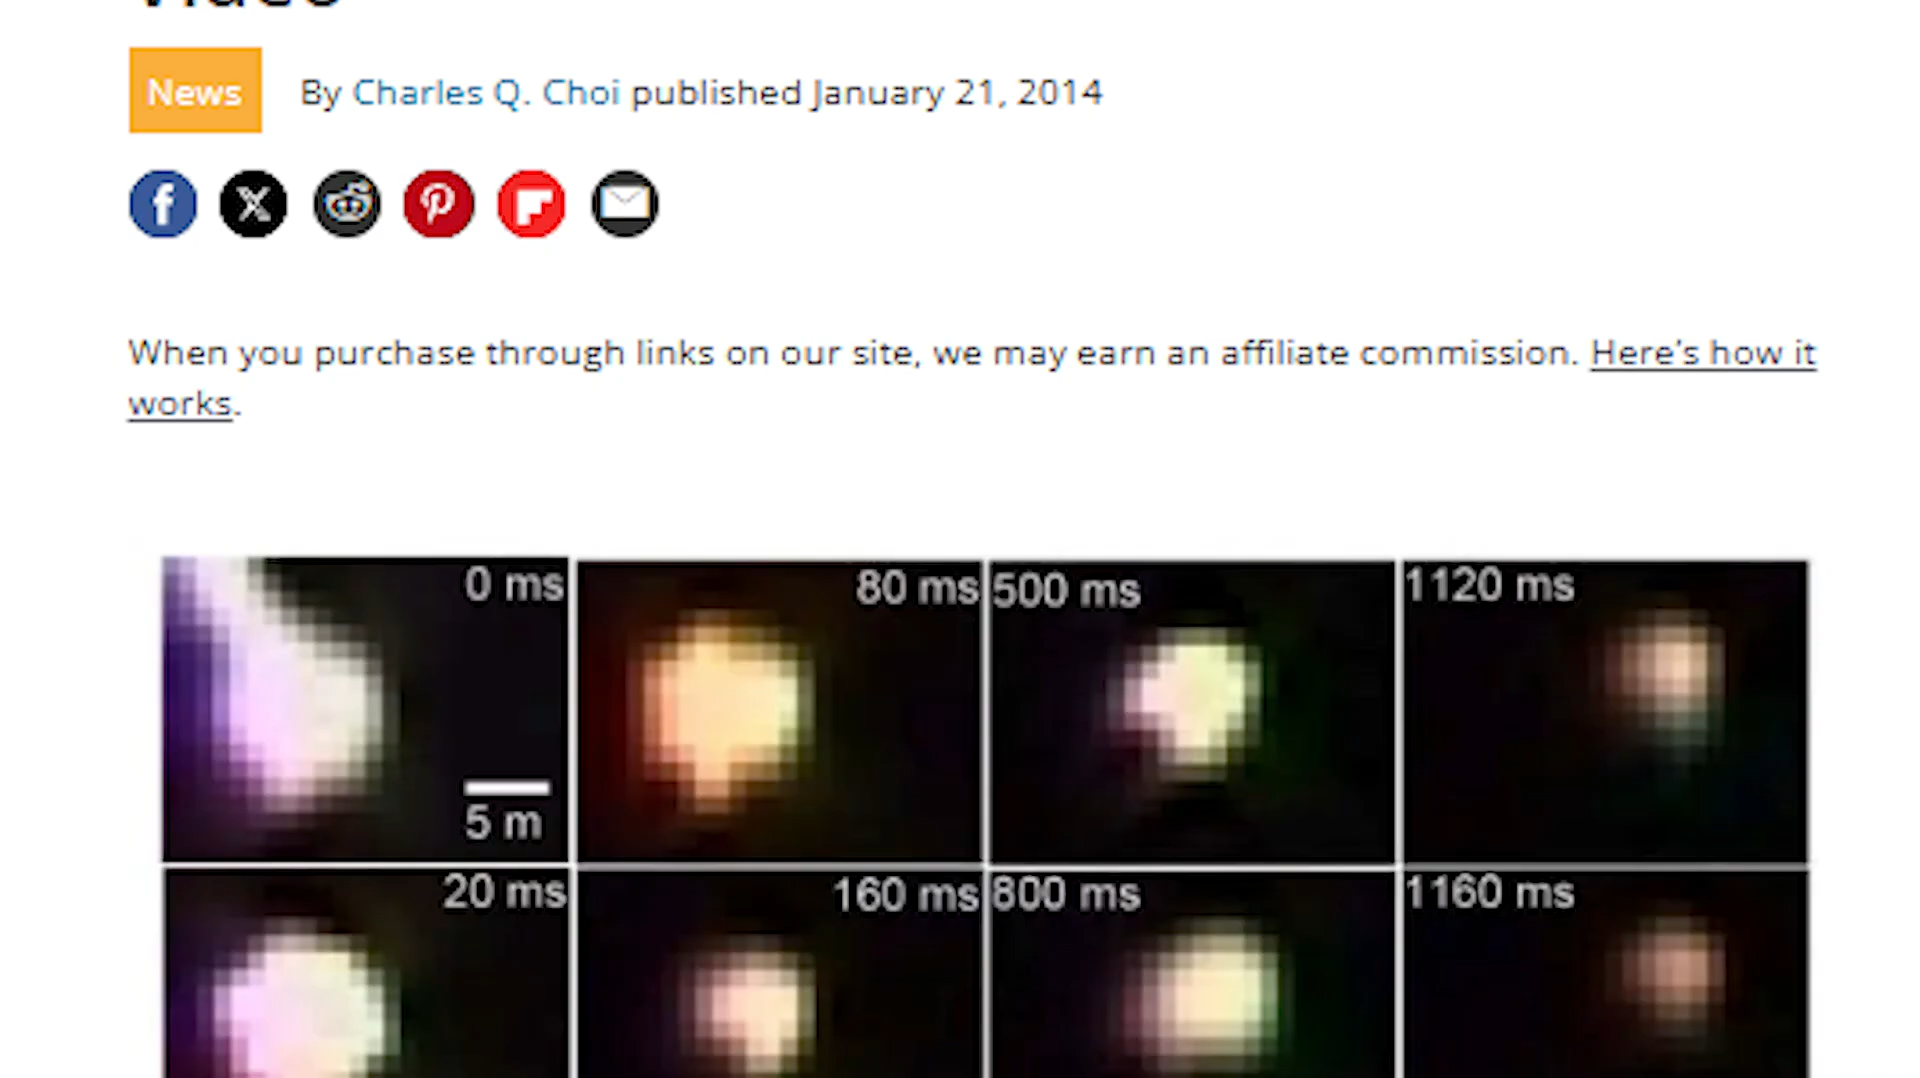 Video
News
By Charles Q. Choi published January 21, 2014
When you purchase through links on our site, we may earn an affiliate commission. Here's how it
works.
0 ms
80 ms
500 ms
1120 ms
5 m
20 ms
160 ms
800 ms
1160 ms